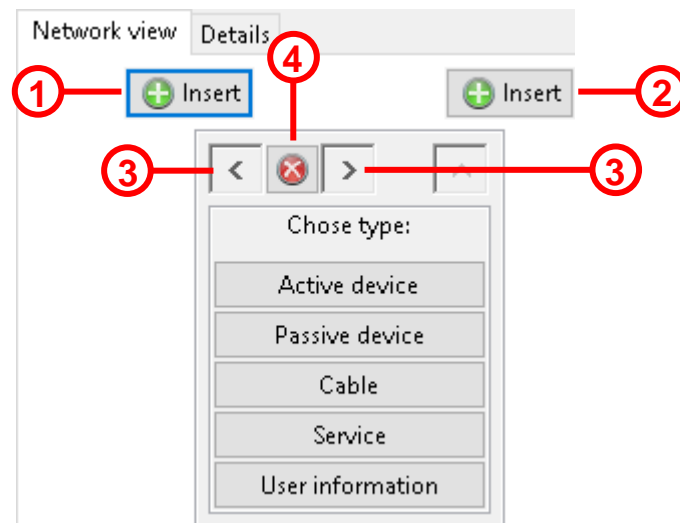 Network view Details
4
1 Insert Insert 2
3 < > ^ 3
Chose type:
Active device
Passive device
Cable
Service
User information